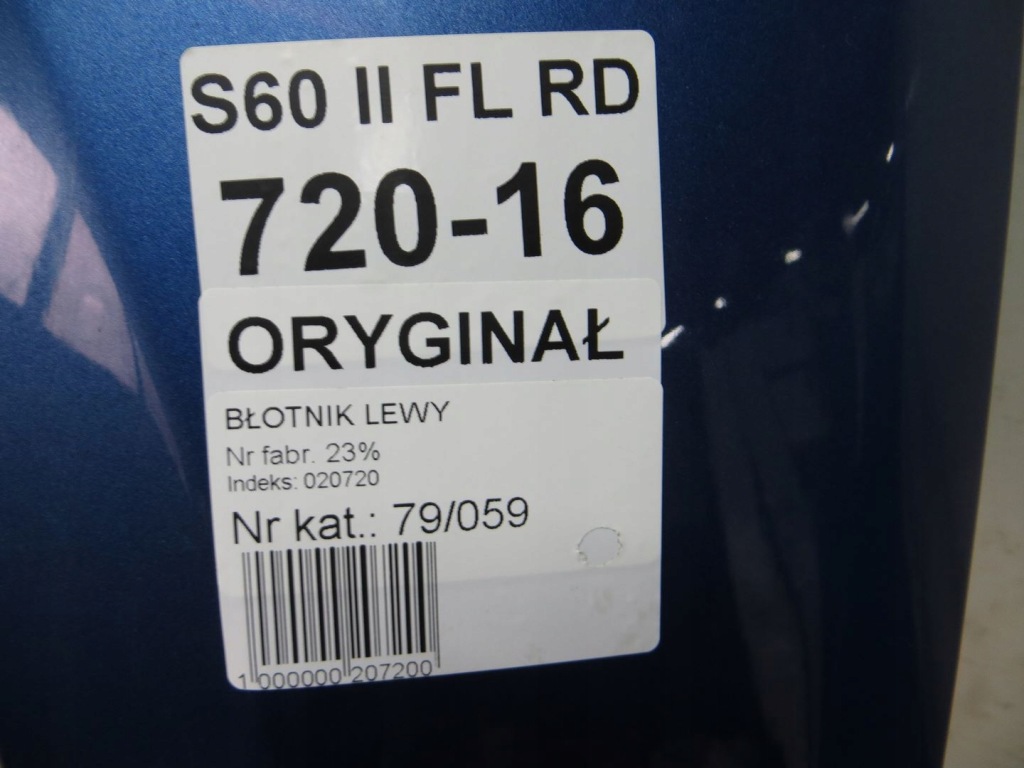 S60 II FL RD
720-16
ORYGINAŁ
BŁOTNIK LEWY
Nr fabr. 23%
Indeks: 020720
Nr kat.: 79/059
1 000000 207200